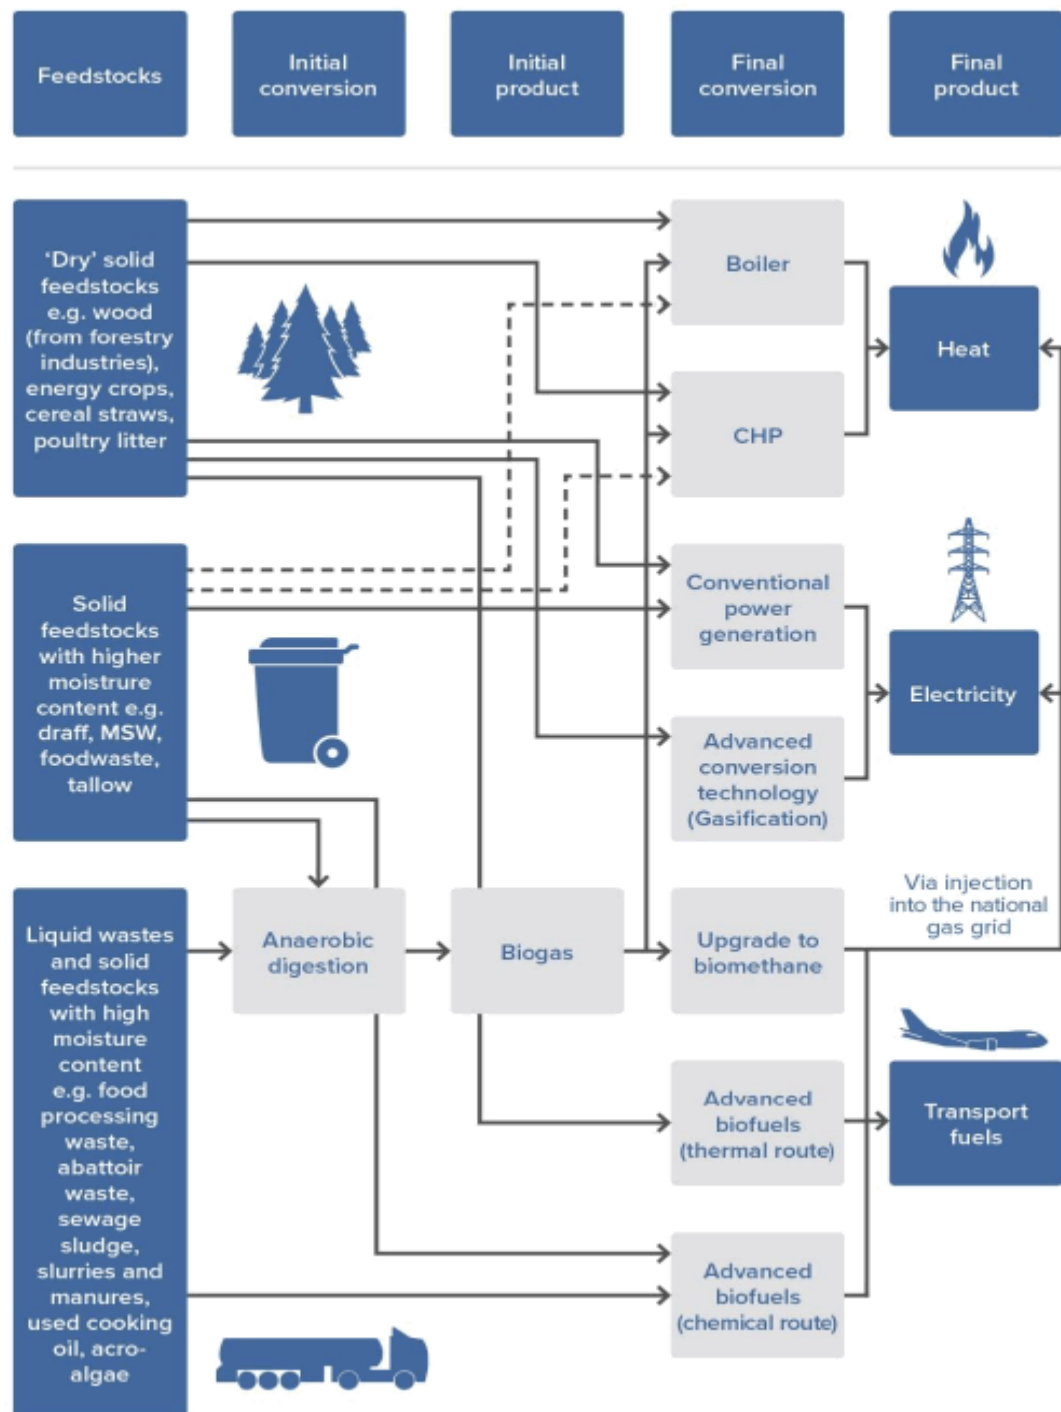 Feedstocks
Initial
conversion
Initial
product
Final
conversion
Final
product
‘Dry’ solid
feedstocks
e.g. wood
(from forestry
industries),
energy crops,
cereal straws,
poultry litter
Boiler
Heat
CHP
Solid
feedstocks
with higher
moistrure
content e.g.
draff, MSW,
foodwaste,
tallow
Conventional
power
generation
Electricity
Advanced
conversion
technology
(Gasification)
Via injection
into the national
gas grid
Liquid wastes
and solid
feedstocks
with high
moisture
content
e.g. food
processing
waste,
abattoir
waste,
sewage
sludge,
slurries and
manures,
used cooking
oil, acro-
algae
Anaerobic
digestion
Biogas
Upgrade to
biomethane
Advanced
biofuels
(thermal route)
Transport
fuels
Advanced
biofuels
(chemical route)